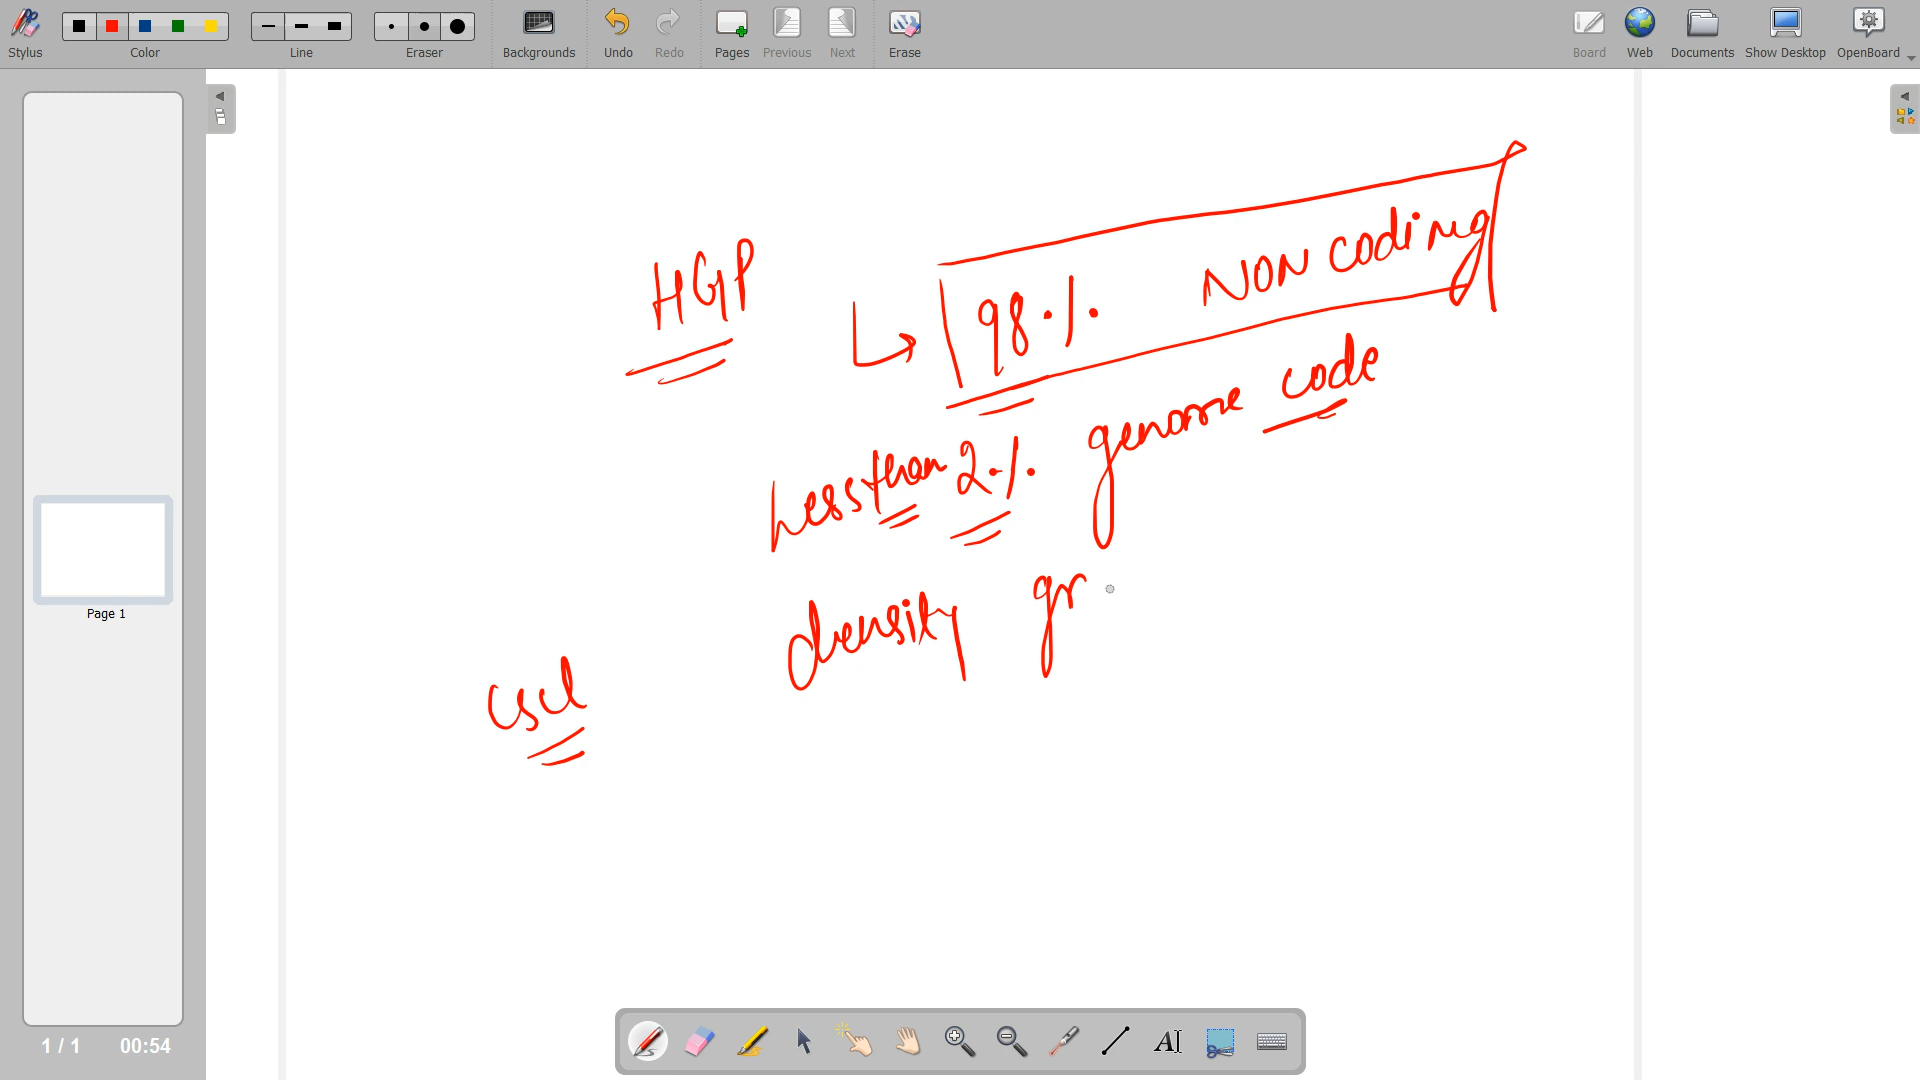 Stylus Color Line Eraser Backgrounds Undo Redo Pages Previous Next Erase Board Web Documents Show Desktop OpenBoard
HGP
98% NON coding
Less than 2% genome code
density gr
CsCl
Page 1
1 / 1 00:54